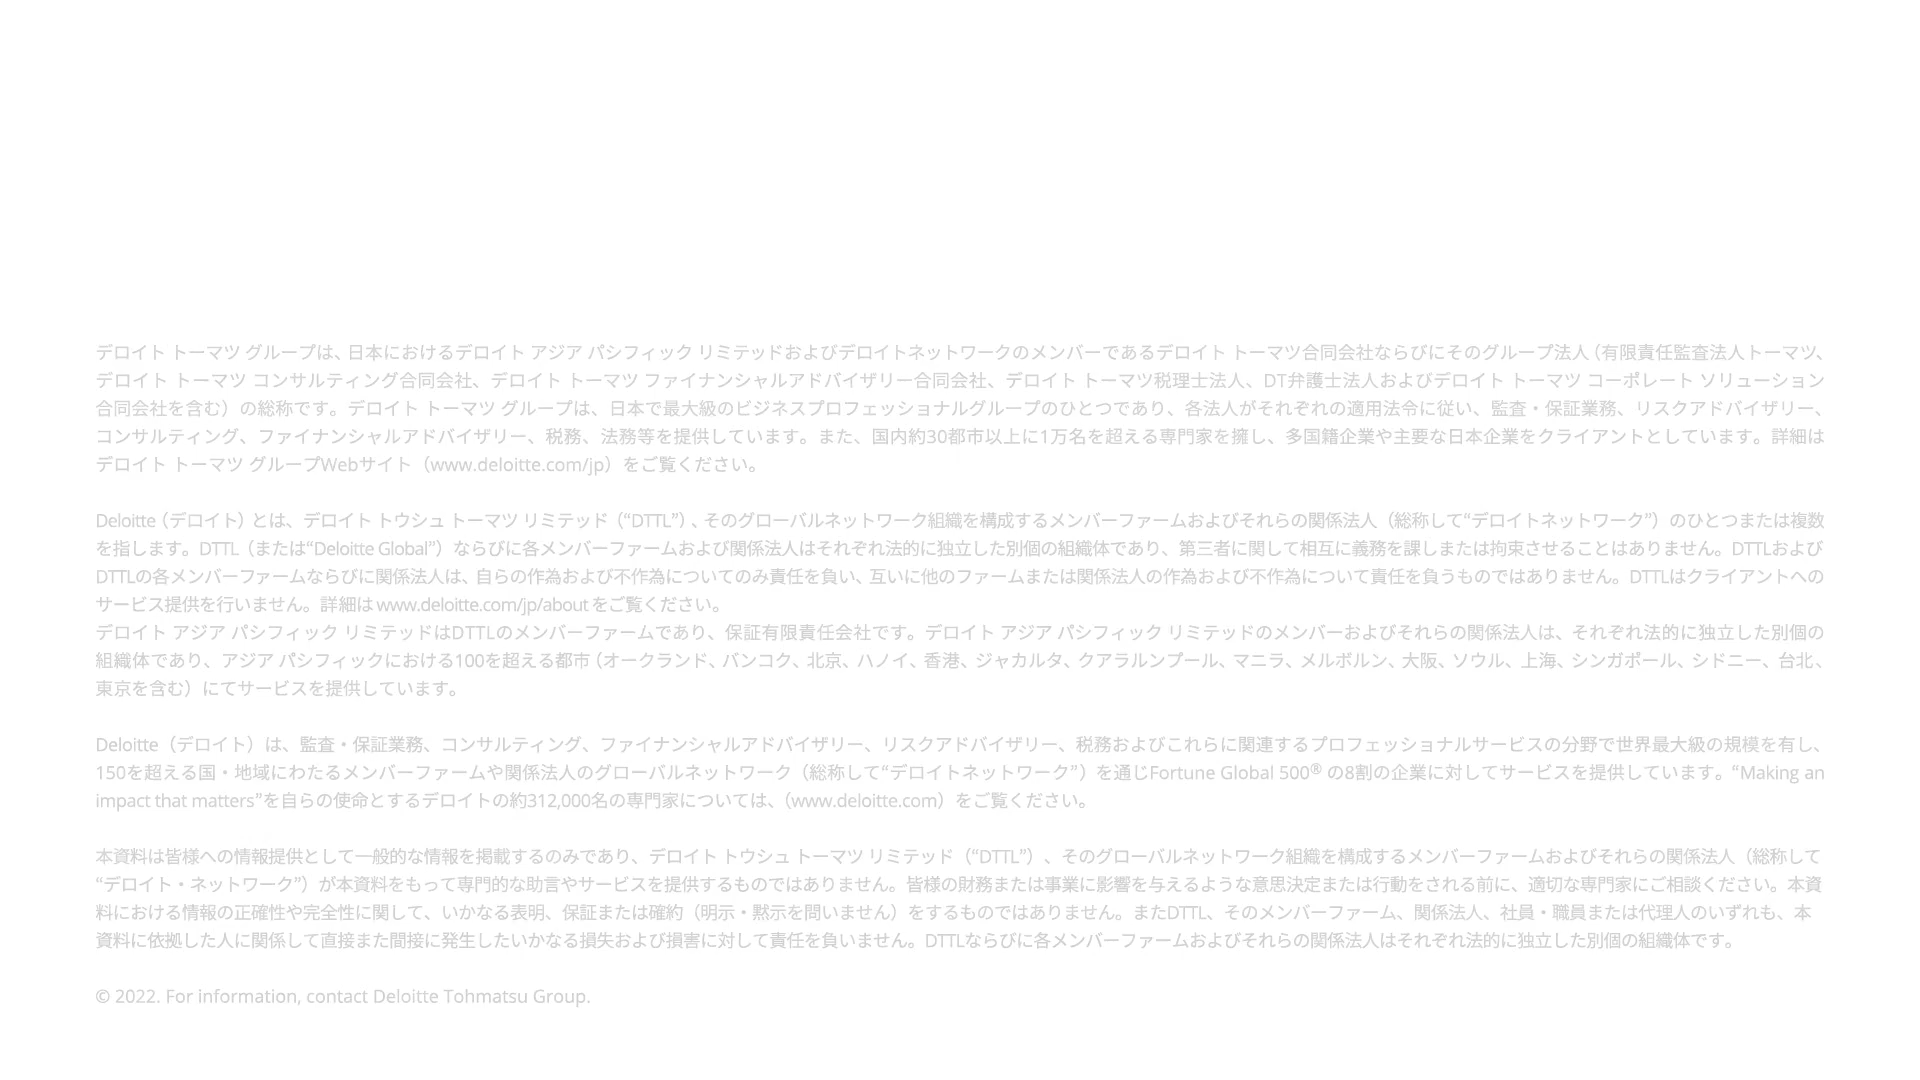 デロイト トーマツ グループは、日本におけるデロイト アジア パシフィック リミテッドおよびデロイトネットワークのメンバーであるデロイト トーマツ合同会社ならびにそのグループ法人（有限責任監査法人トーマツ、
デロイト トーマツ コンサルティング合同会社、デロイト トーマツ ファイナンシャルアドバイザリー合同会社、デロイト トーマツ税理士法人、DT弁護士法人およびデロイト トーマツ コーポレート ソリューション
合同会社を含む）の総称です。デロイト トーマツ グループは、日本で最大級のビジネスプロフェッショナルグループのひとつであり、各法人がそれぞれの適用法令に従い、監査・保証業務、リスクアドバイザリー、
コンサルティング、ファイナンシャルアドバイザリー、税務、法務等を提供しています。また、国内約30都市以上に1万名を超える専門家を擁し、多国籍企業や主要な日本企業をクライアントとしています。詳細は
デロイト トーマツ グループWebサイト（www.deloitte.com/jp）をご覧ください。
Deloitte（デロイト）とは、デロイト トウシュ トーマツ リミテッド（“DTTL”）、そのグローバルネットワーク組織を構成するメンバーファームおよびそれらの関係法人（総称して“デロイトネットワーク”）のひとつまたは複数
を指します。DTTL（または“Deloitte Global”）ならびに各メンバーファームおよび関係法人はそれぞれ法的に独立した別個の組織体であり、第三者に関して相互に義務を課しまたは拘束させることはありません。DTTLおよび
DTTLの各メンバーファームならびに関係法人は、自らの作為および不作為についてのみ責任を負い、互いに他のファームまたは関係法人の作為および不作為について責任を負うものではありません。DTTLはクライアントへの
サービス提供を行いません。詳細は www.deloitte.com/jp/about をご覧ください。
デロイト アジア パシフィック リミテッドはDTTLのメンバーファームであり、保証有限責任会社です。デロイト アジア パシフィック リミテッドのメンバーおよびそれらの関係法人は、それぞれ法的に独立した別個の
組織体であり、アジア パシフィックにおける100を超える都市（オークランド、バンコク、北京、ハノイ、香港、ジャカルタ、クアラルンプール、マニラ、メルボルン、大阪、ソウル、上海、シンガポール、シドニー、台北、
東京を含む）にてサービスを提供しています。
Deloitte（デロイト）は、監査・保証業務、コンサルティング、ファイナンシャルアドバイザリー、リスクアドバイザリー、税務およびこれらに関連するプロフェッショナルサービスの分野で世界最大級の規模を有し、
150を超える国・地域にわたるメンバーファームや関係法人のグローバルネットワーク（総称して“デロイトネットワーク”）を通じFortune Global 500® の8割の企業に対してサービスを提供しています。“Making an
impact that matters”を自らの使命とするデロイトの約312,000名の専門家については、（www.deloitte.com）をご覧ください。
本資料は皆様への情報提供として一般的な情報を掲載するのみであり、デロイト トウシュ トーマツ リミテッド（“DTTL”）、そのグローバルネットワーク組織を構成するメンバーファームおよびそれらの関係法人（総称して
“デロイト・ネットワーク”）が本資料をもって専門的な助言やサービスを提供するものではありません。皆様の財務または事業に影響を与えるような意思決定または行動をされる前に、適切な専門家にご相談ください。本資
料における情報の正確性や完全性に関して、いかなる表明、保証または確約（明示・黙示を問いません）をするものではありません。またDTTL、そのメンバーファーム、関係法人、社員・職員または代理人のいずれも、本
資料に依拠した人に関係して直接また間接に発生したいかなる損失および損害に対して責任を負いません。DTTLならびに各メンバーファームおよびそれらの関係法人はそれぞれ法的に独立した別個の組織体です。
© 2022. For information, contact Deloitte Tohmatsu Group.